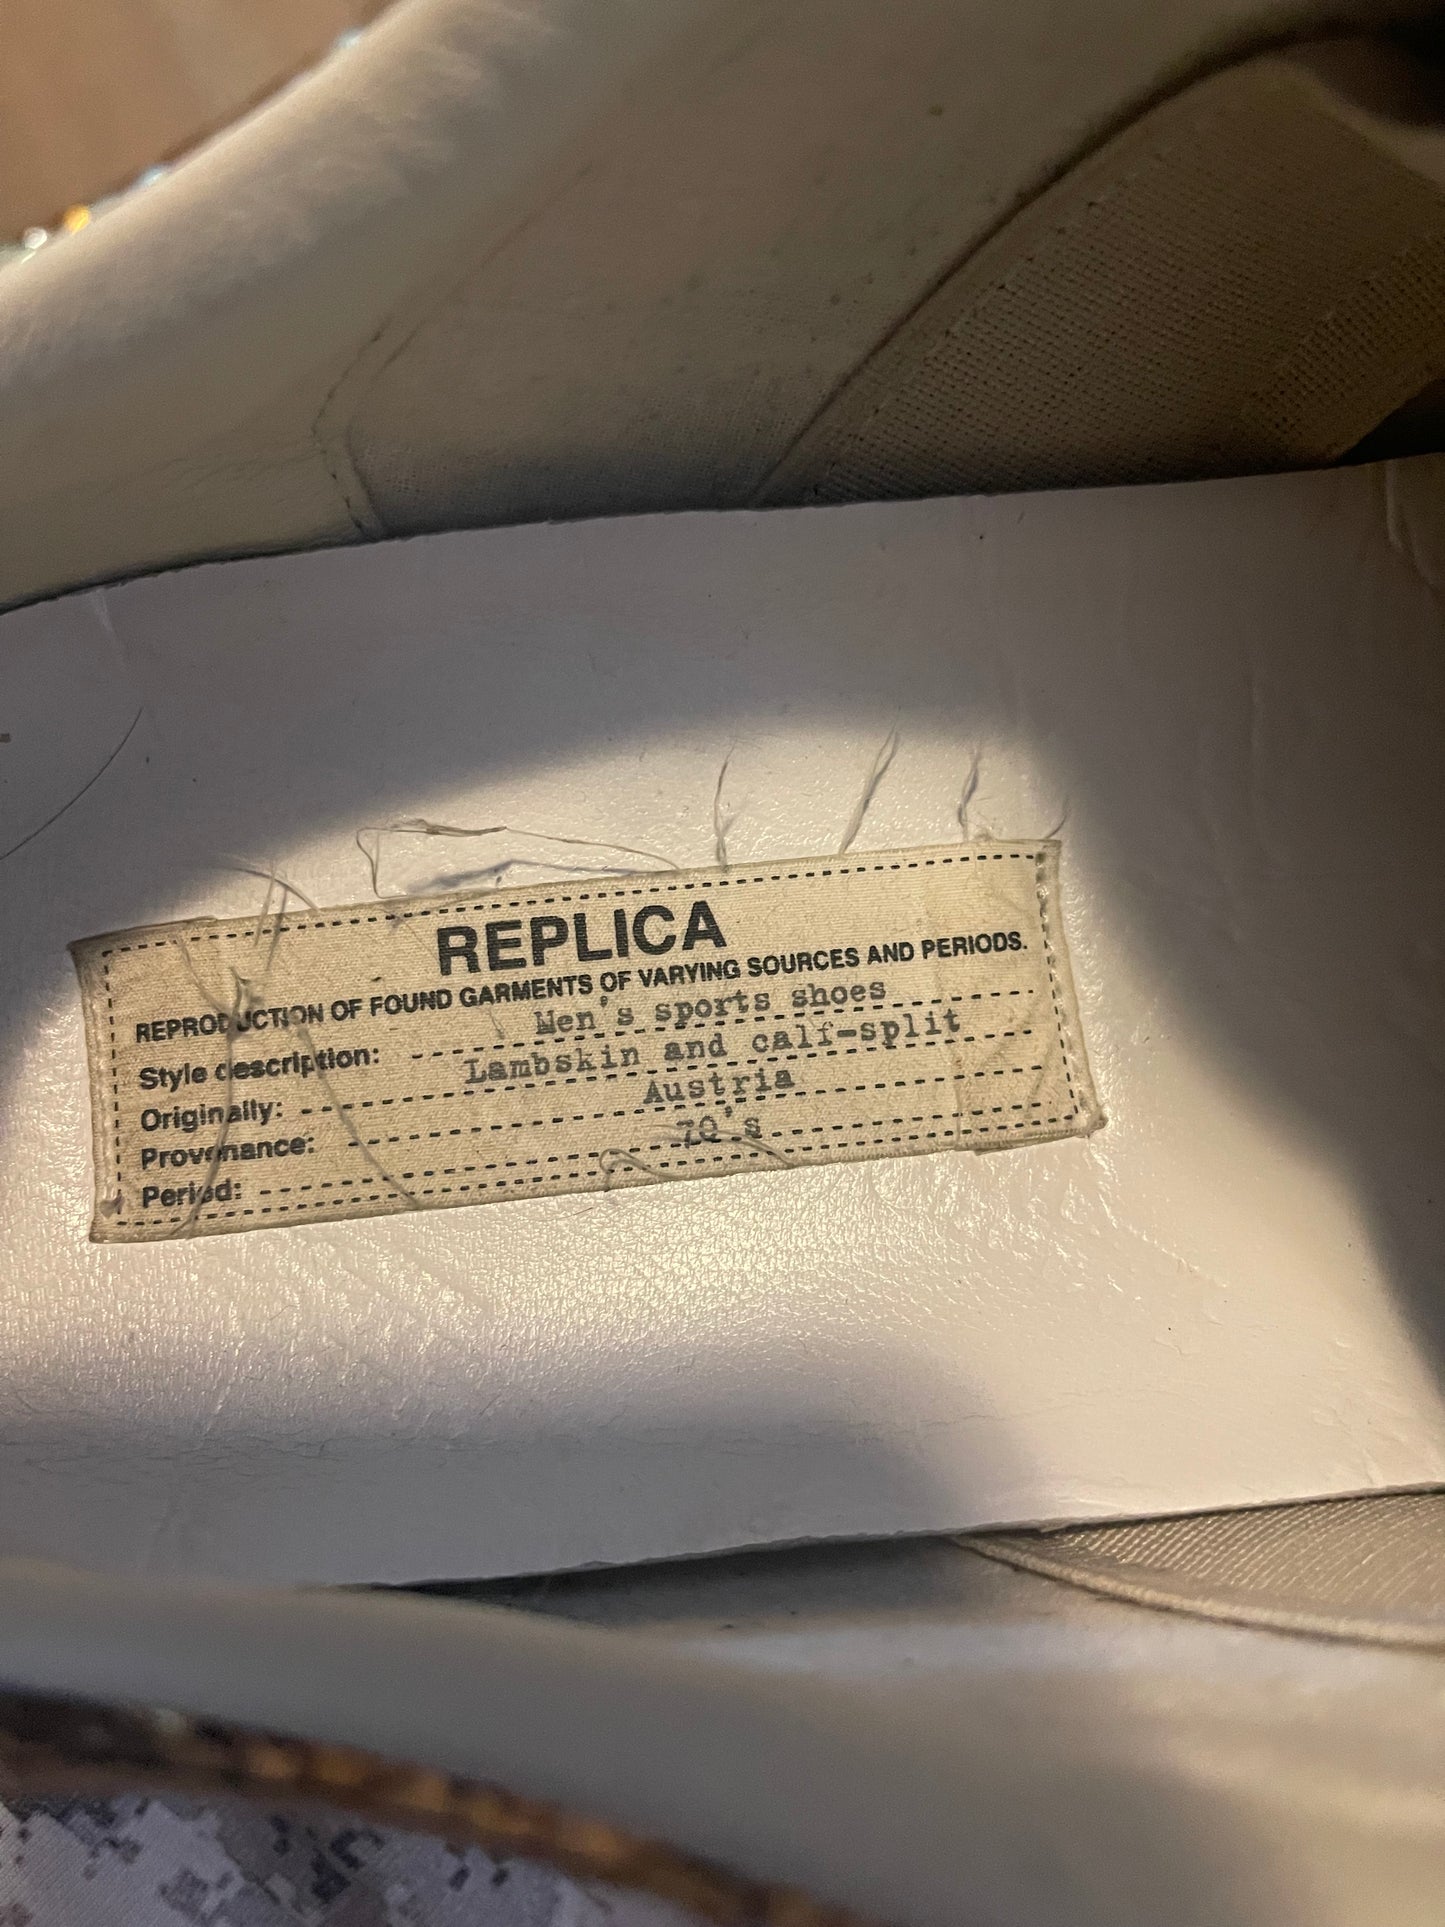 REPLICA
REPRODUCTION OF FOUND GARMENTS OF VARYING SOURCES AND PERIODS.
Style description: Men's sports shoes
Originally: Lambskin and calf-split
Provenance: Austria
Period: 70's